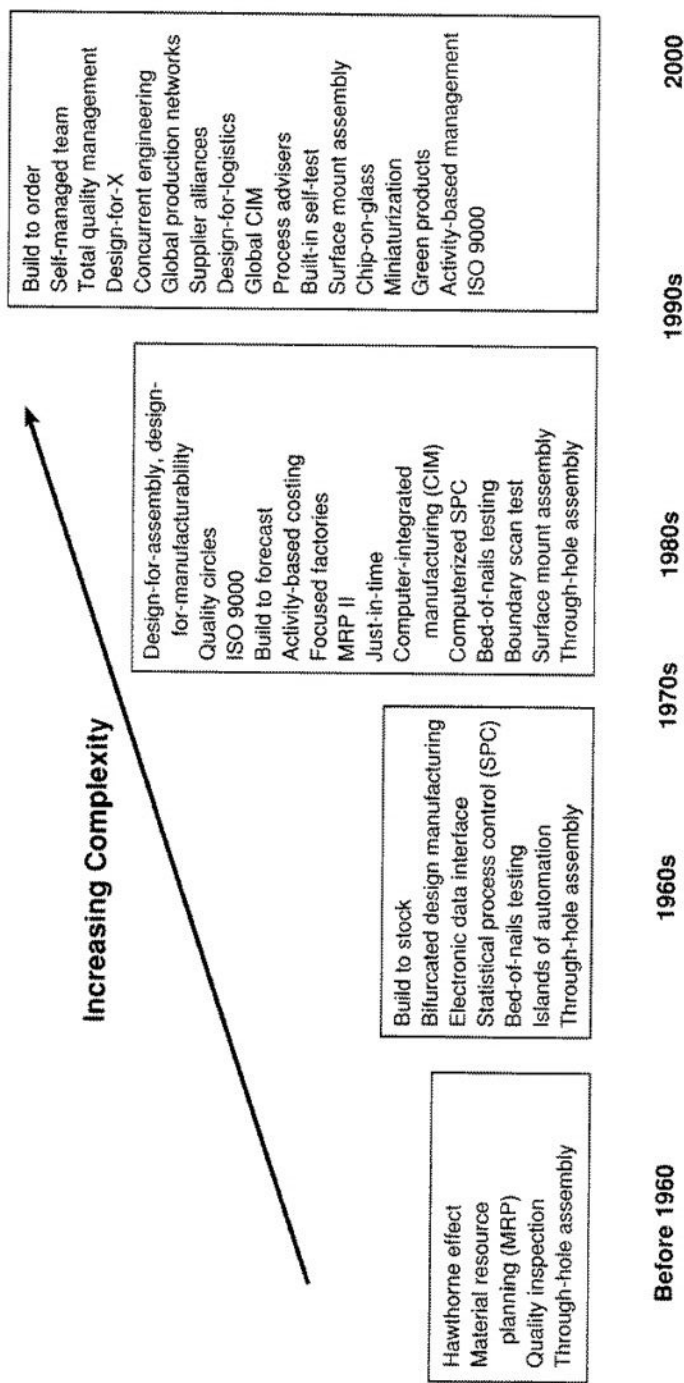 Increasing Complexity
Hawthorne effect
Material resource
planning (MRP)
Quality inspection
Through-hole assembly
Build to stock
Bifurcated design manufacturing
Electronic data interface
Statistical process control (SPC)
Bed-of-nails testing
Islands of automation
Through-hole assembly
Design-for-assembly, design-
for-manufacturability
Quality circles
ISO 9000
Build to forecast
Activity-based costing
Focused factories
MRP II
Just-in-time
Computer-integrated
manufacturing (CIM)
Computerized SPC
Bed-of-nails testing
Boundary scan test
Surface mount assembly
Through-hole assembly
Build to order
Self-managed team
Total quality management
Design-for-X
Concurrent engineering
Global production networks
Supplier alliances
Design-for-logistics
Global CIM
Process advisers
Built-in self-test
Surface mount assembly
Chip-on-glass
Miniaturization
Green products
Activity-based management
ISO 9000
Before 1960
1960s
1970s
1980s
1990s
2000